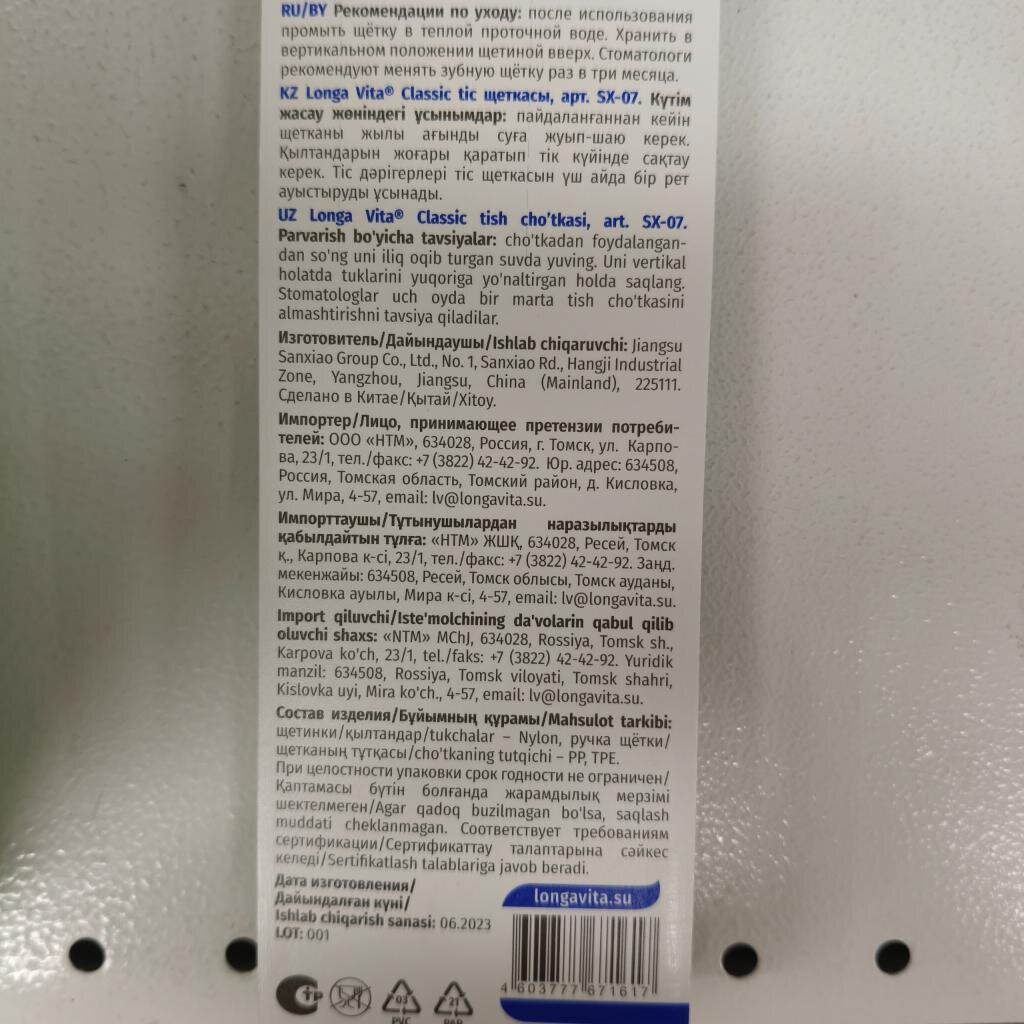 RU/BY Рекомендации по уходу: после использования
промыть щётку в теплой проточной воде. Хранить в
вертикальном положении щетиной вверх. Стоматологи
рекомендуют менять зубную щётку раз в три месяца.
KZ Longa Vita® Classic тіс щеткасы, арт. SX-07. Күтім
жасау жөніндегі ұсынымдар: пайдаланғаннан кейін
щетканы жылы ағынды суға жуып-шаю керек.
Қылтандарын жоғары қаратып тік күйінде сақтау
керек. Тіс дәрігерлері тіс щеткасын үш айда бір рет
ауыстыруды ұсынады.
UZ Longa Vita® Classic tish cho'tkasi, art. SX-07.
Parvarish bo'yicha tavsiyalar: cho'tkadan foydalangan-
dan so'ng uni iliq oqib turgan suvda yuving. Uni vertikal
holatda tuklarini yuqoriga yo'naltirgan holda saqlang.
Stomatologlar uch oyda bir marta tish cho'tkasini
almashtirishni tavsiya qiladilar.
Изготовитель/Дайындаушы/Ishlab chiqaruvchi: Jiangsu
Sanxiao Group Co., Ltd., No. 1, Sanxiao Rd., Hangji Industrial
Zone, Yangzhou, Jiangsu, China (Mainland), 225111.
Сделано в Китае/Қытай/Xitoy.
Импортер/Лицо, принимающее претензии потреби-
телей: ООО «НТМ», 634028, Россия, г. Томск, ул. Карпо-
ва, 23/1, тел./факс: +7 (3822) 42-42-92. Юр. адрес: 634508,
Россия, Томская область, Томский район, д. Кисловка,
ул. Мира, 4-57, email: lv@longavita.su.
Импорттаушы/Тұтынушылардан наразылықтарды
қабылдайтын тұлға: «НТМ» ЖШҚ, 634028, Ресей, Томск
қ., Карпова к-сі, 23/1, тел./факс: +7 (3822) 42-42-92. Заңд.
мекенжайы: 634508, Ресей, Томск облысы, Томск ауданы,
Кисловка ауылы, Мира к-сі, 4-57, email: lv@longavita.su.
Import qiluvchi/Iste'molchining da'volarin qabul qilib
oluvchi shaxs: «NTM» MChJ, 634028, Rossiya, Tomsk sh.,
Karpova ko'ch, 23/1, tel./faks: +7 (3822) 42-42-92. Yuridik
manzil: 634508, Rossiya, Tomsk viloyati, Tomsk shahri,
Kislovka uyi, Mira ko'ch., 4-57, email: lv@longavita.su.
Состав изделия/Бұйымның құрамы/Mahsulot tarkibi:
щетинки/қылтандар/tukchalar – Nylon, ручка щётки/
щетканың тұтқасы/cho'tkaning tutqichi – PP, TPE.
При целостности упаковки срок годности не ограничен/
Қаптамасы бүтін болғанда жарамдылық мерзімі
шектелмеген/Agar qadoq buzilmagan bo'lsa, saqlash
muddati cheklanmagan. Соответствует требованиям
сертификации/Сертификаттау талаптарына сәйкес
келеді/Sertifikatlash talablariga javob beradi.
Дата изготовления/
Дайындалған күні/
Ishlab chiqarish sanasi: 06.2023
LOT: 001
longavita.su
4 603777 671617
03
PVC
21
PAP